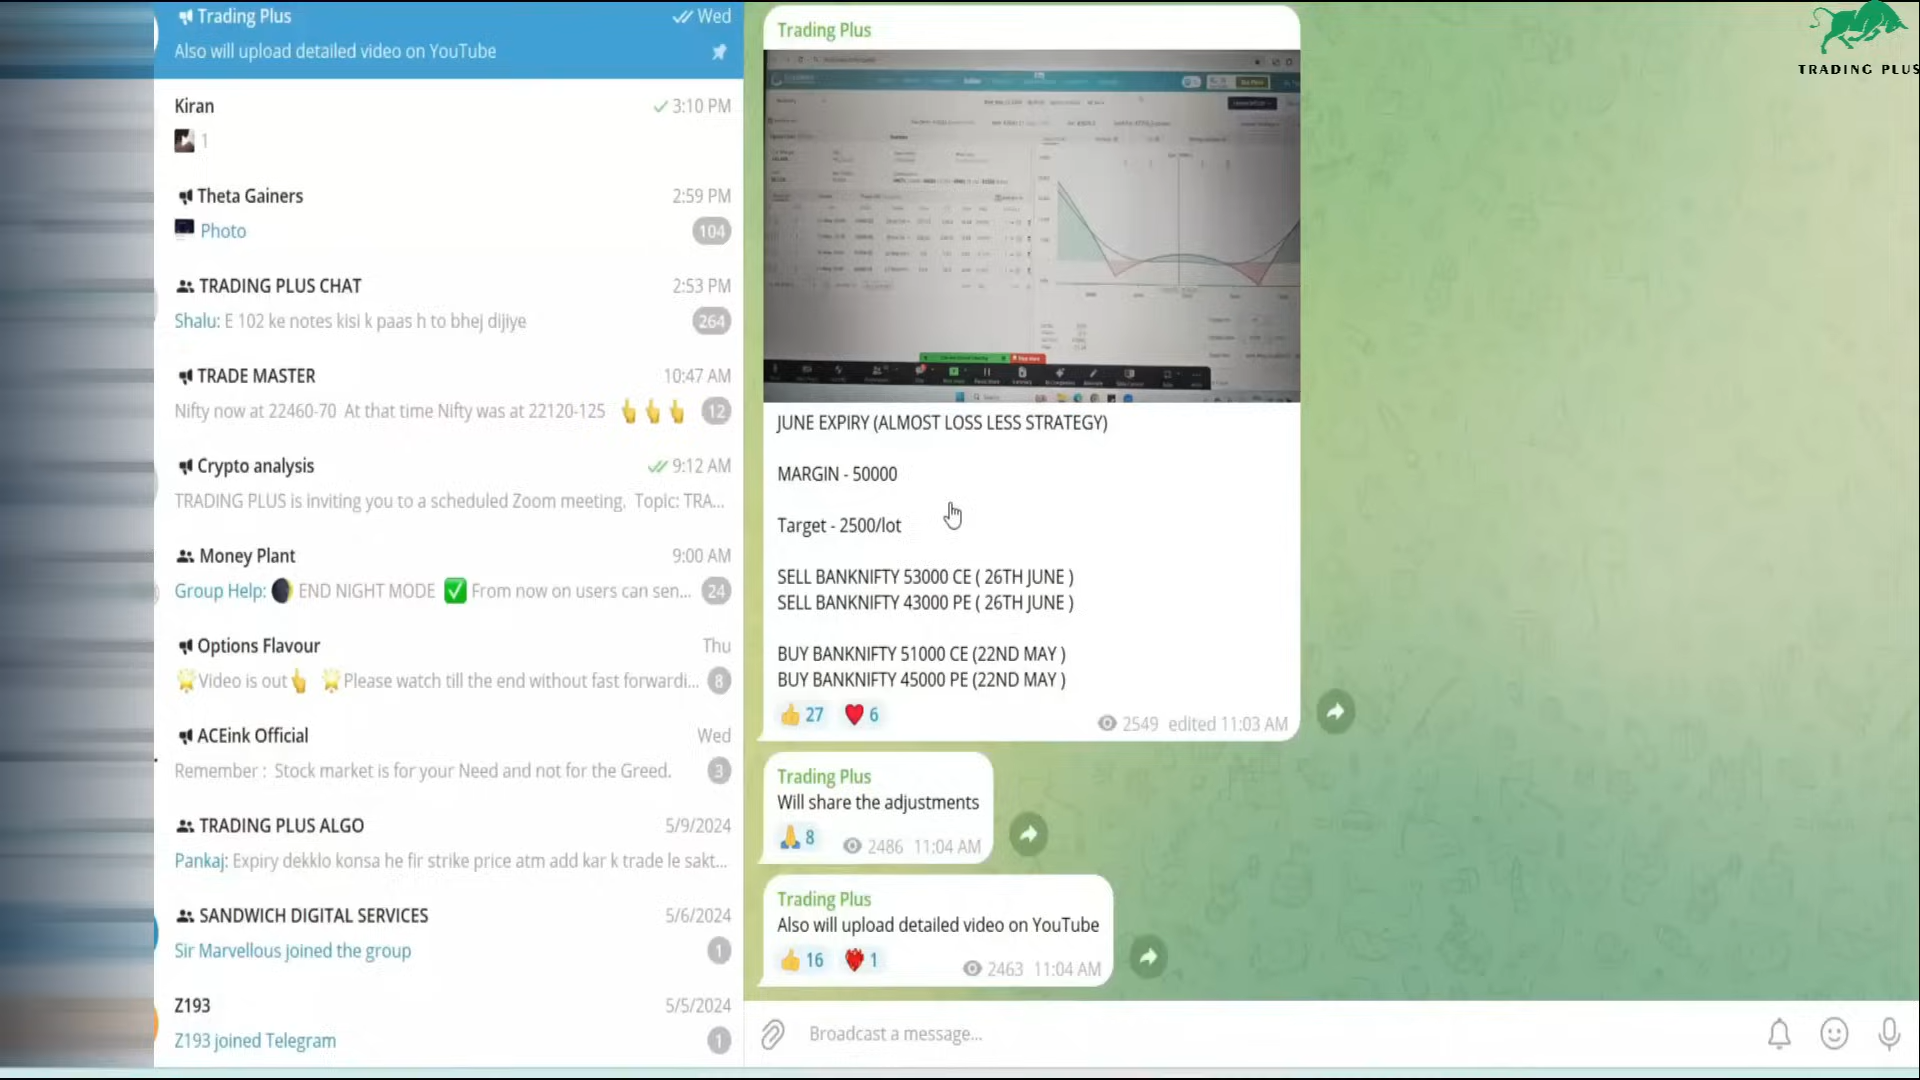 Trading Plus
Wed
Also will upload detailed video on YouTube
Kiran
3:10 PM
1
Theta Gainers
2:59 PM
Photo
104
TRADING PLUS CHAT
2:53 PM
Shalu: E 102 ke notes kisi k paas h to bhej dijiye
264
TRADE MASTER
10:47 AM
Nifty now at 22460-70 At that time Nifty was at 22120-125
12
Crypto analysis
9:12 AM
TRADING PLUS is inviting you to a scheduled Zoom meeting. Topic: TRA...
Money Plant
9:00 AM
Group Help: END NIGHT MODE From now on users can sen...
24
Options Flavour
Thu
Video is out Please watch till the end without fast forwardi...
8
ACEink Official
Wed
Remember : Stock market is for your Need and not for the Greed.
3
TRADING PLUS ALGO
5/9/2024
Pankaj: Expiry dekklo konsa he fir strike price atm add kar k trade le sakt...
SANDWICH DIGITAL SERVICES
5/6/2024
Sir Marvellous joined the group
1
Z193
5/5/2024
Z193 joined Telegram
1
Trading Plus
JUNE EXPIRY (ALMOST LOSS LESS STRATEGY)
MARGIN - 50000
Target - 2500/lot
SELL BANKNIFTY 53000 CE ( 26TH JUNE )
SELL BANKNIFTY 43000 PE ( 26TH JUNE )
BUY BANKNIFTY 51000 CE (22ND MAY )
BUY BANKNIFTY 45000 PE (22ND MAY )
27 6
2549 edited 11:03 AM
Trading Plus
Will share the adjustments
8
2486 11:04 AM
Trading Plus
Also will upload detailed video on YouTube
16 1
2463 11:04 AM
Broadcast a message...
TRADING PLUS